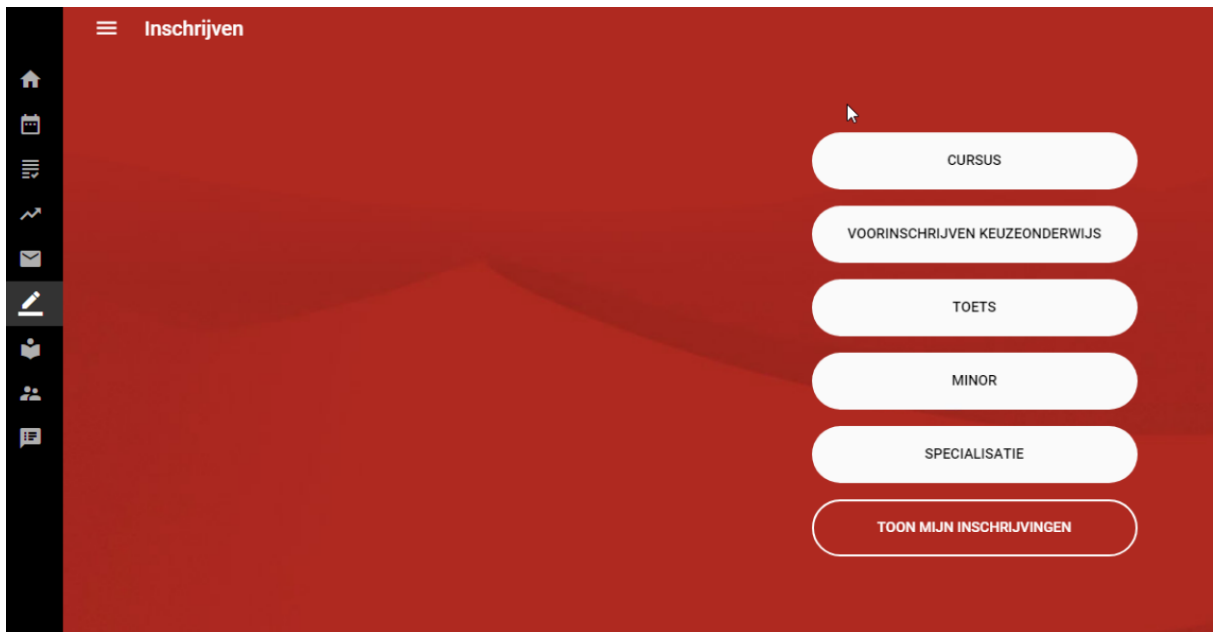 Inschrijven
CURSUS
VOORINSCHRIJVEN KEUZEONDERWIJS
TOETS
MINOR
SPECIALISATIE
TOON MIJN INSCHRIJVINGEN